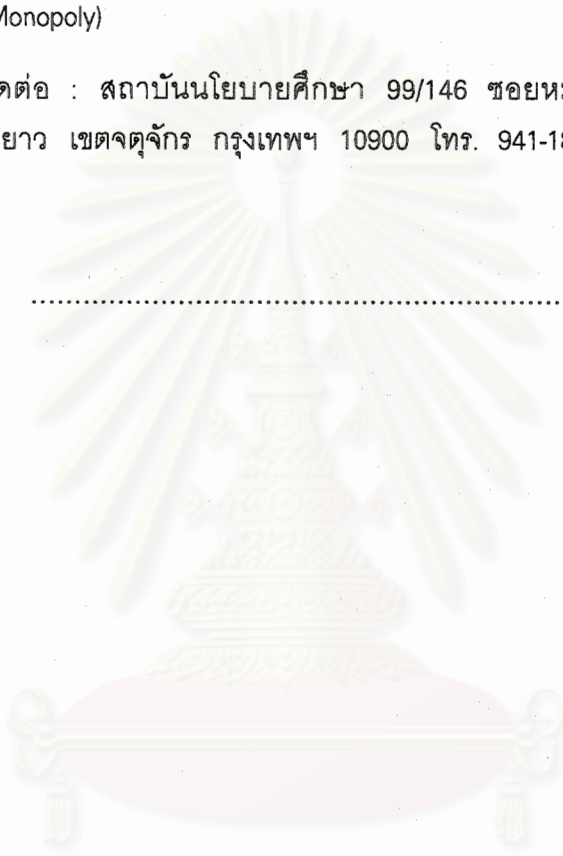 Monopoly)
ดต่อ : สถาบันนโยบายศึกษา 99/146 ซอยหม
ยาว เขตจตุจักร กรุงเทพฯ 10900 โทร. 941-18
....................................................................